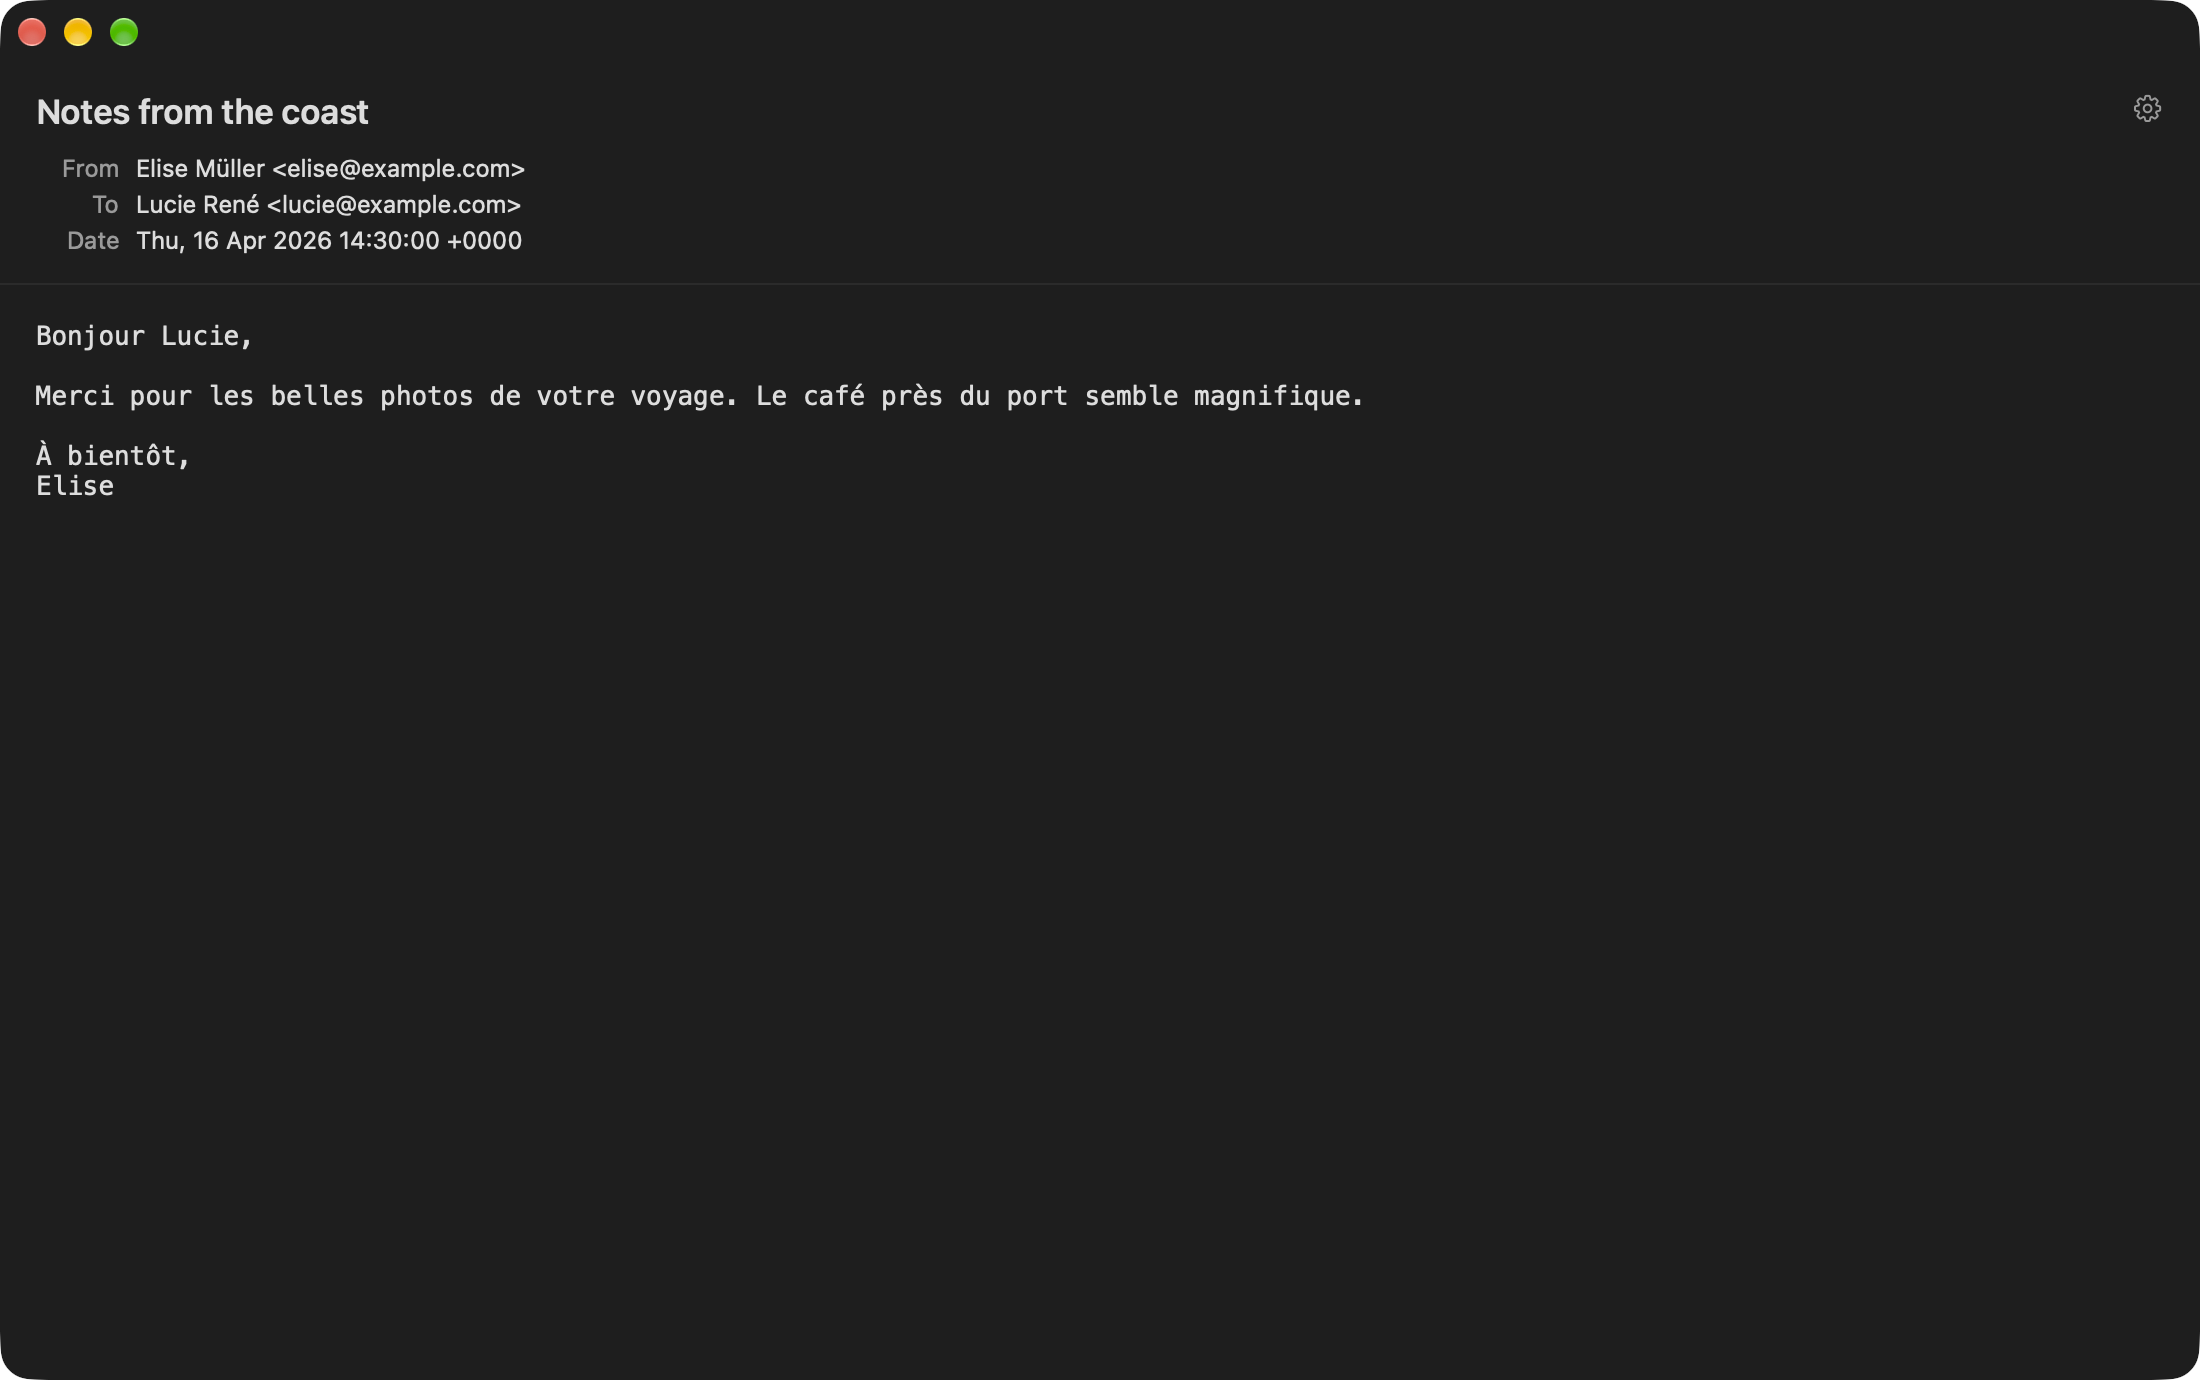 Notes from the coast
From Elise Müller <elise@example.com>
To Lucie René <lucie@example.com>
Date Thu, 16 Apr 2026 14:30:00 +0000
Bonjour Lucie,
Merci pour les belles photos de votre voyage. Le café près du port semble magnifique.
À bientôt,
Elise